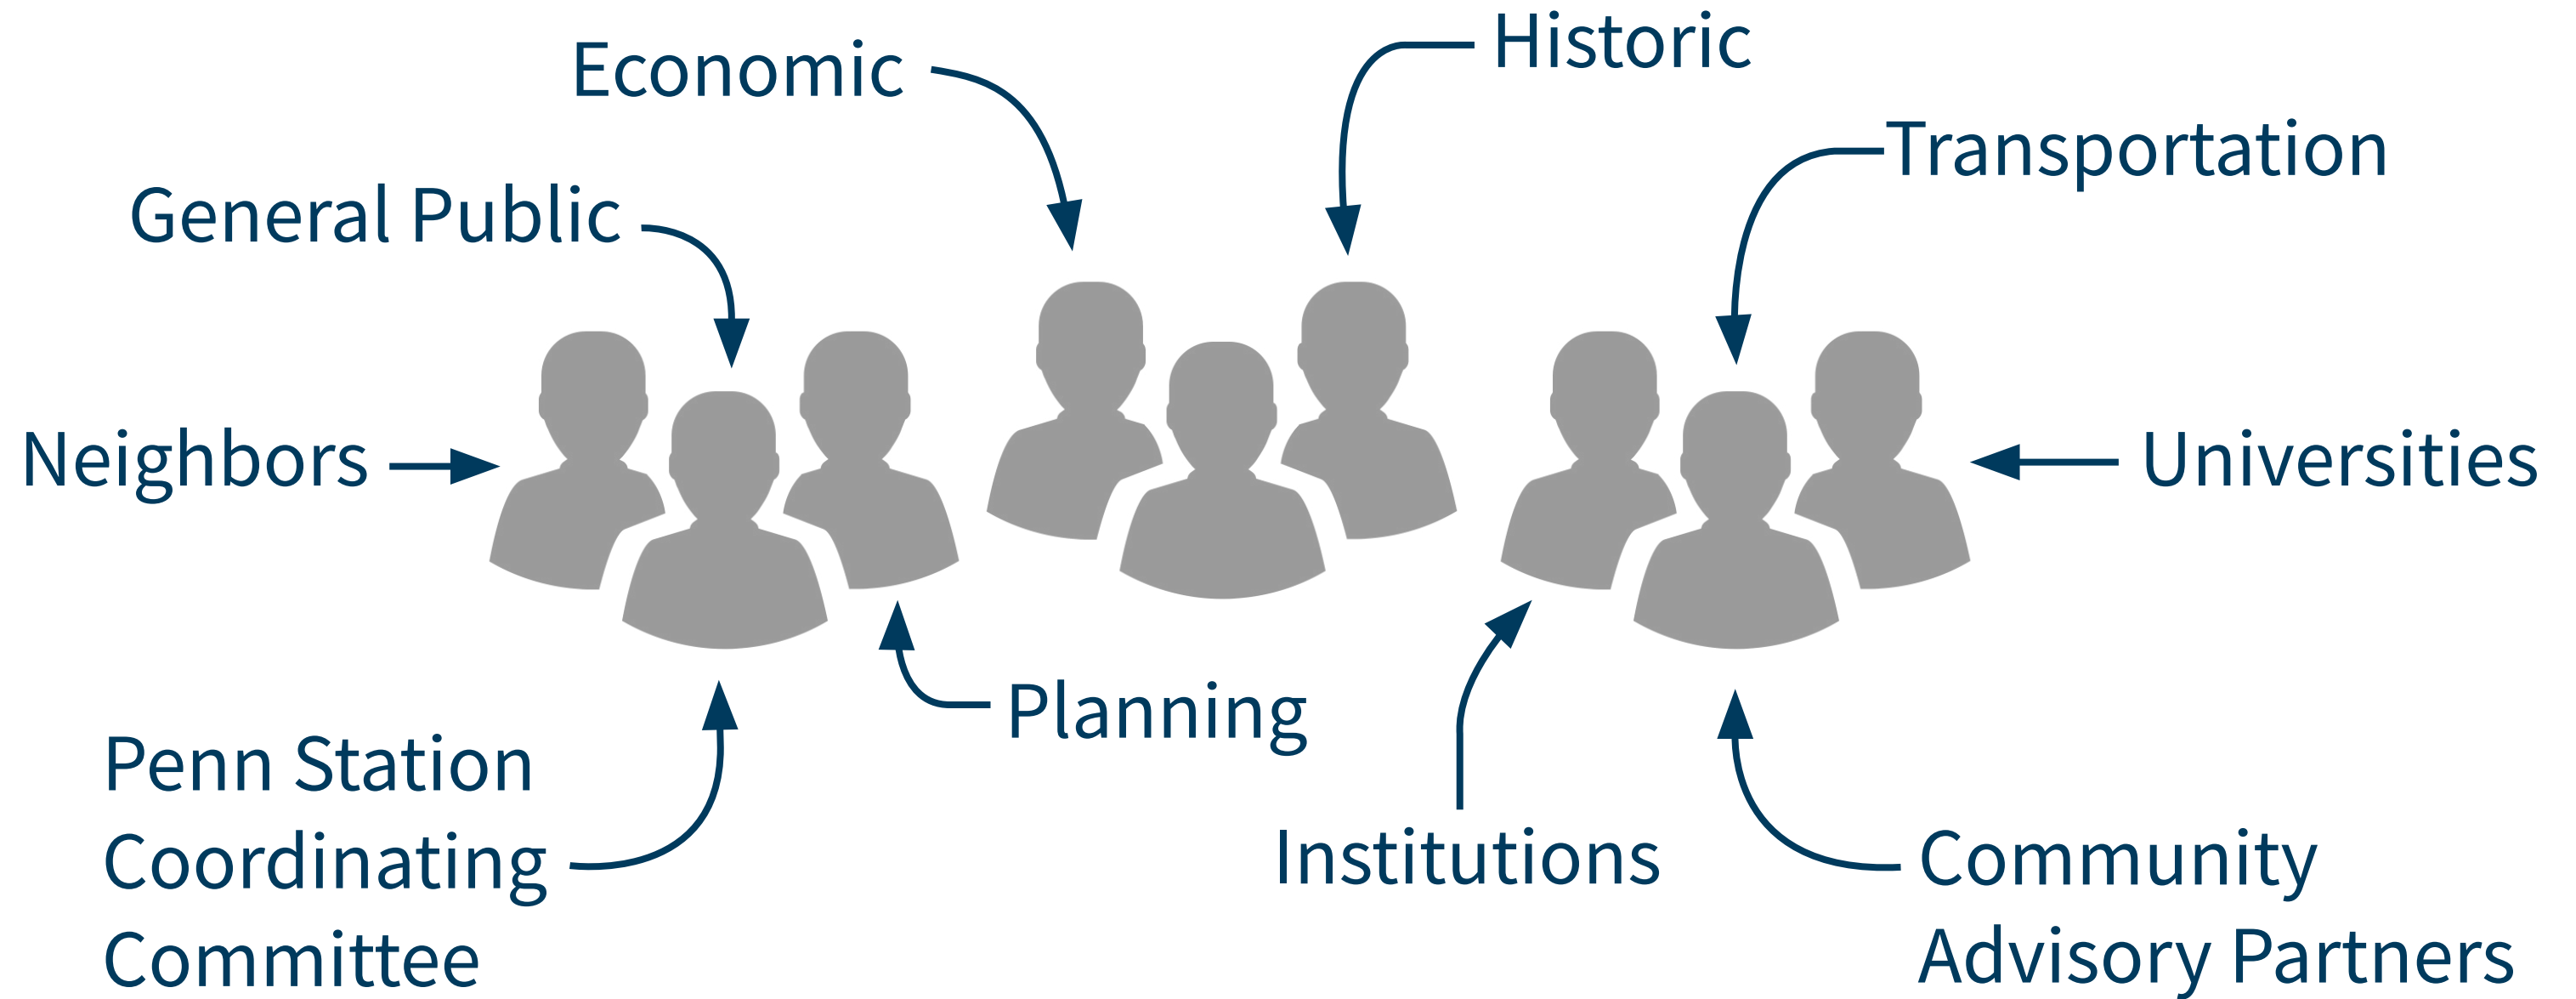 Historic
Economic
Transportation
General Public
Neighbors
Universities
Planning
Penn Station
Coordinating
Committee
Institutions
Community
Advisory Partners